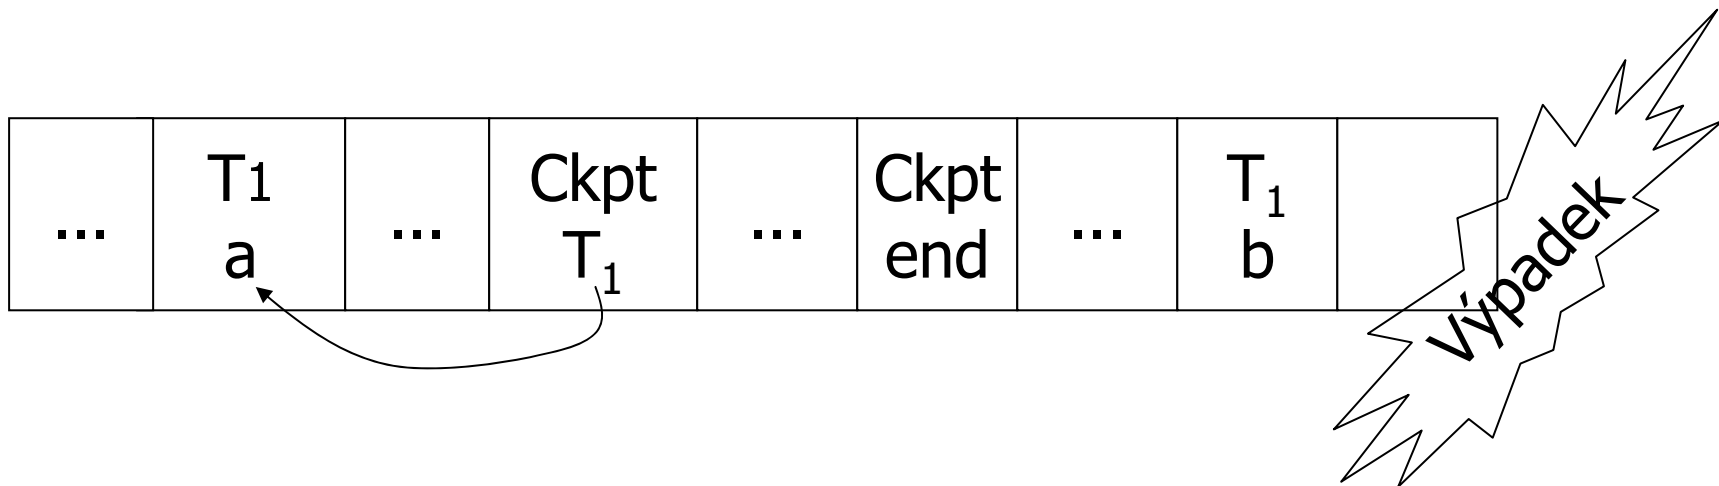 ... T1 a ... Ckpt T₁ ... Ckpt end ... T₁ b
Výpadek